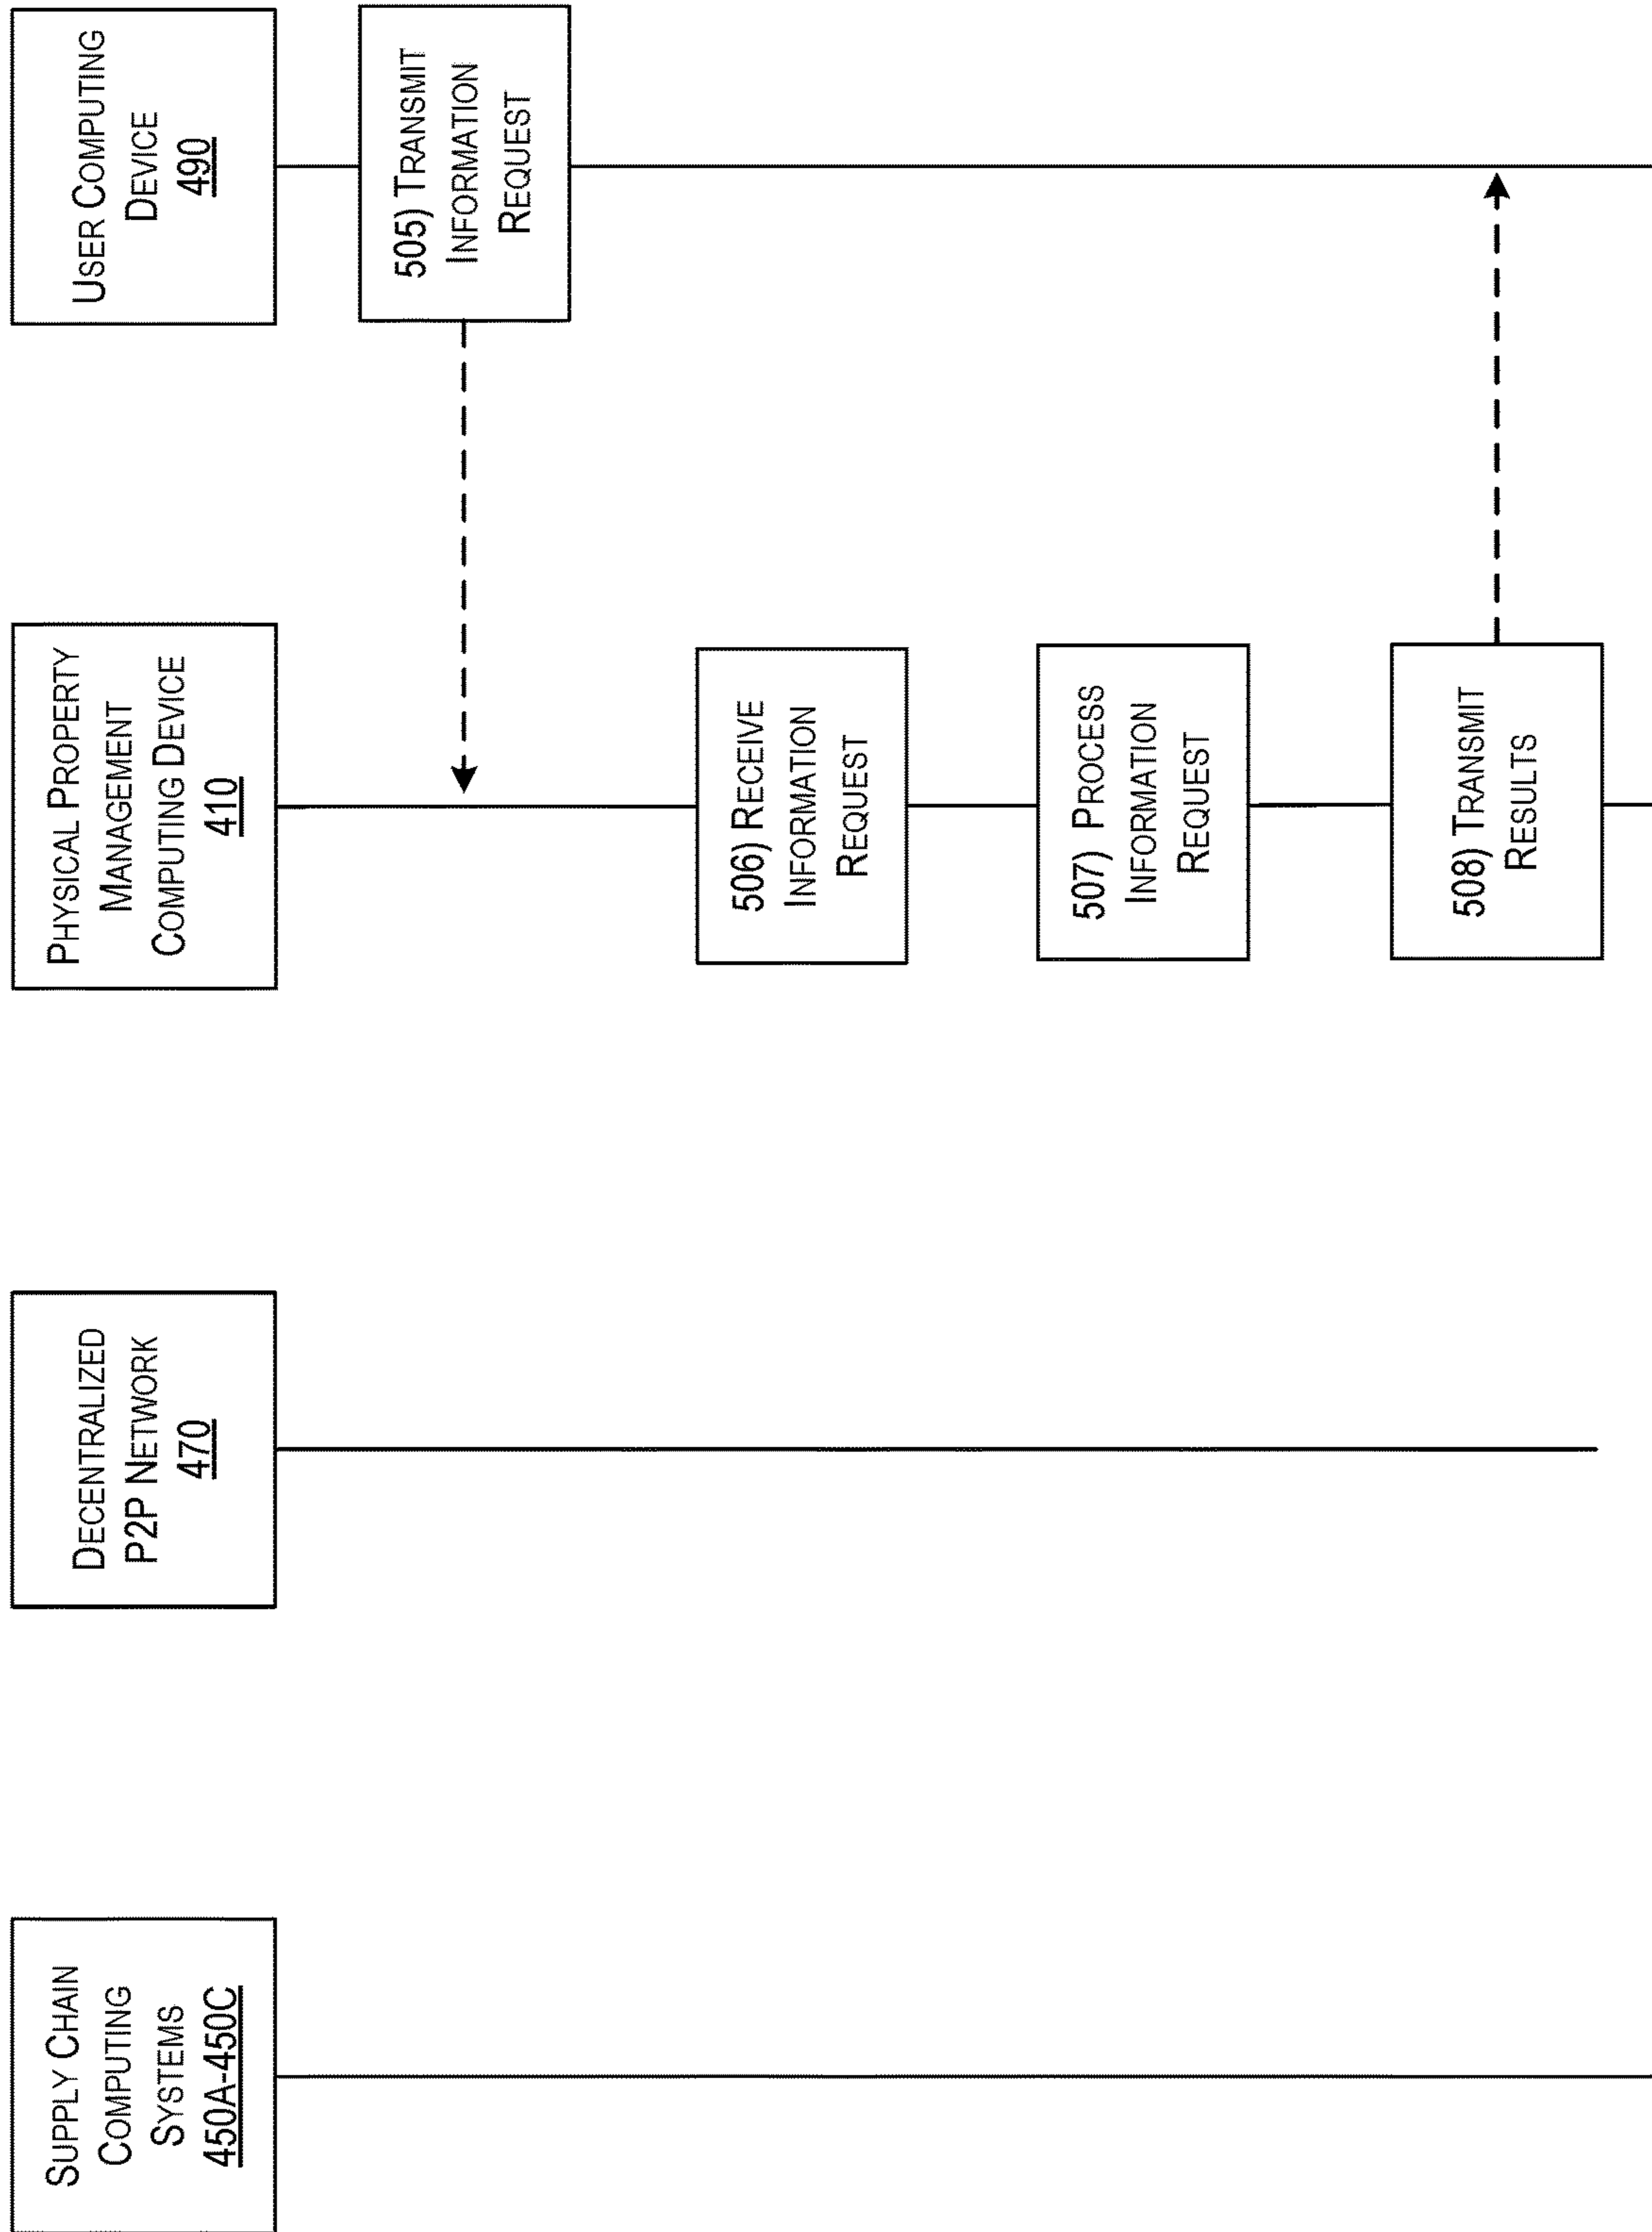 SUPPLY CHAIN
COMPUTING
SYSTEMS
450A-450C
DECENTRALIZED
P2P NETWORK
470
PHYSICAL PROPERTY
MANAGEMENT
COMPUTING DEVICE
410
USER COMPUTING
DEVICE
490
505) TRANSMIT
INFORMATION
REQUEST
506) RECEIVE
INFORMATION
REQUEST
507) PROCESS
INFORMATION
REQUEST
508) TRANSMIT
RESULTS